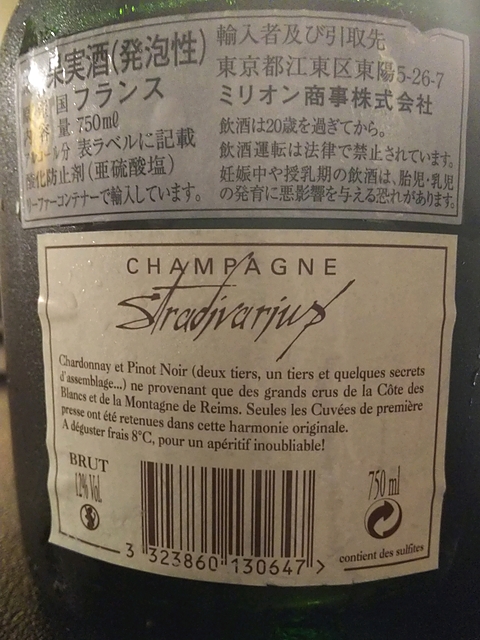 果実酒(発泡性)
国 フランス
内容量 750mℓ
アルコール分 表ラベルに記載
酸化防止剤(亜硫酸塩)
リーファーコンテナーで輸入しています。
輸入者及び引取先
東京都江東区東陽5-26-7
ミリオン商事株式会社
飲酒は20歳を過ぎてから。
飲酒運転は法律で禁止されています。
妊娠中や授乳期の飲酒は、胎児・乳児
の発育に悪影響を与える恐れがあります。
CHAMPAGNE
Stradivarius
Chardonnay et Pinot Noir (deux tiers, un tiers et quelques secrets
d'assemblage...) ne provenant que des grands crus de la Côte des
Blancs et de la Montagne de Reims. Seules les Cuvées de première
presse ont été retenues dans cette harmonie originale.
A déguster frais 8°C, pour un apéritif inoubliable!
BRUT
12% Vol.
750 ml
contient des sulfites
3 323860 130647 >